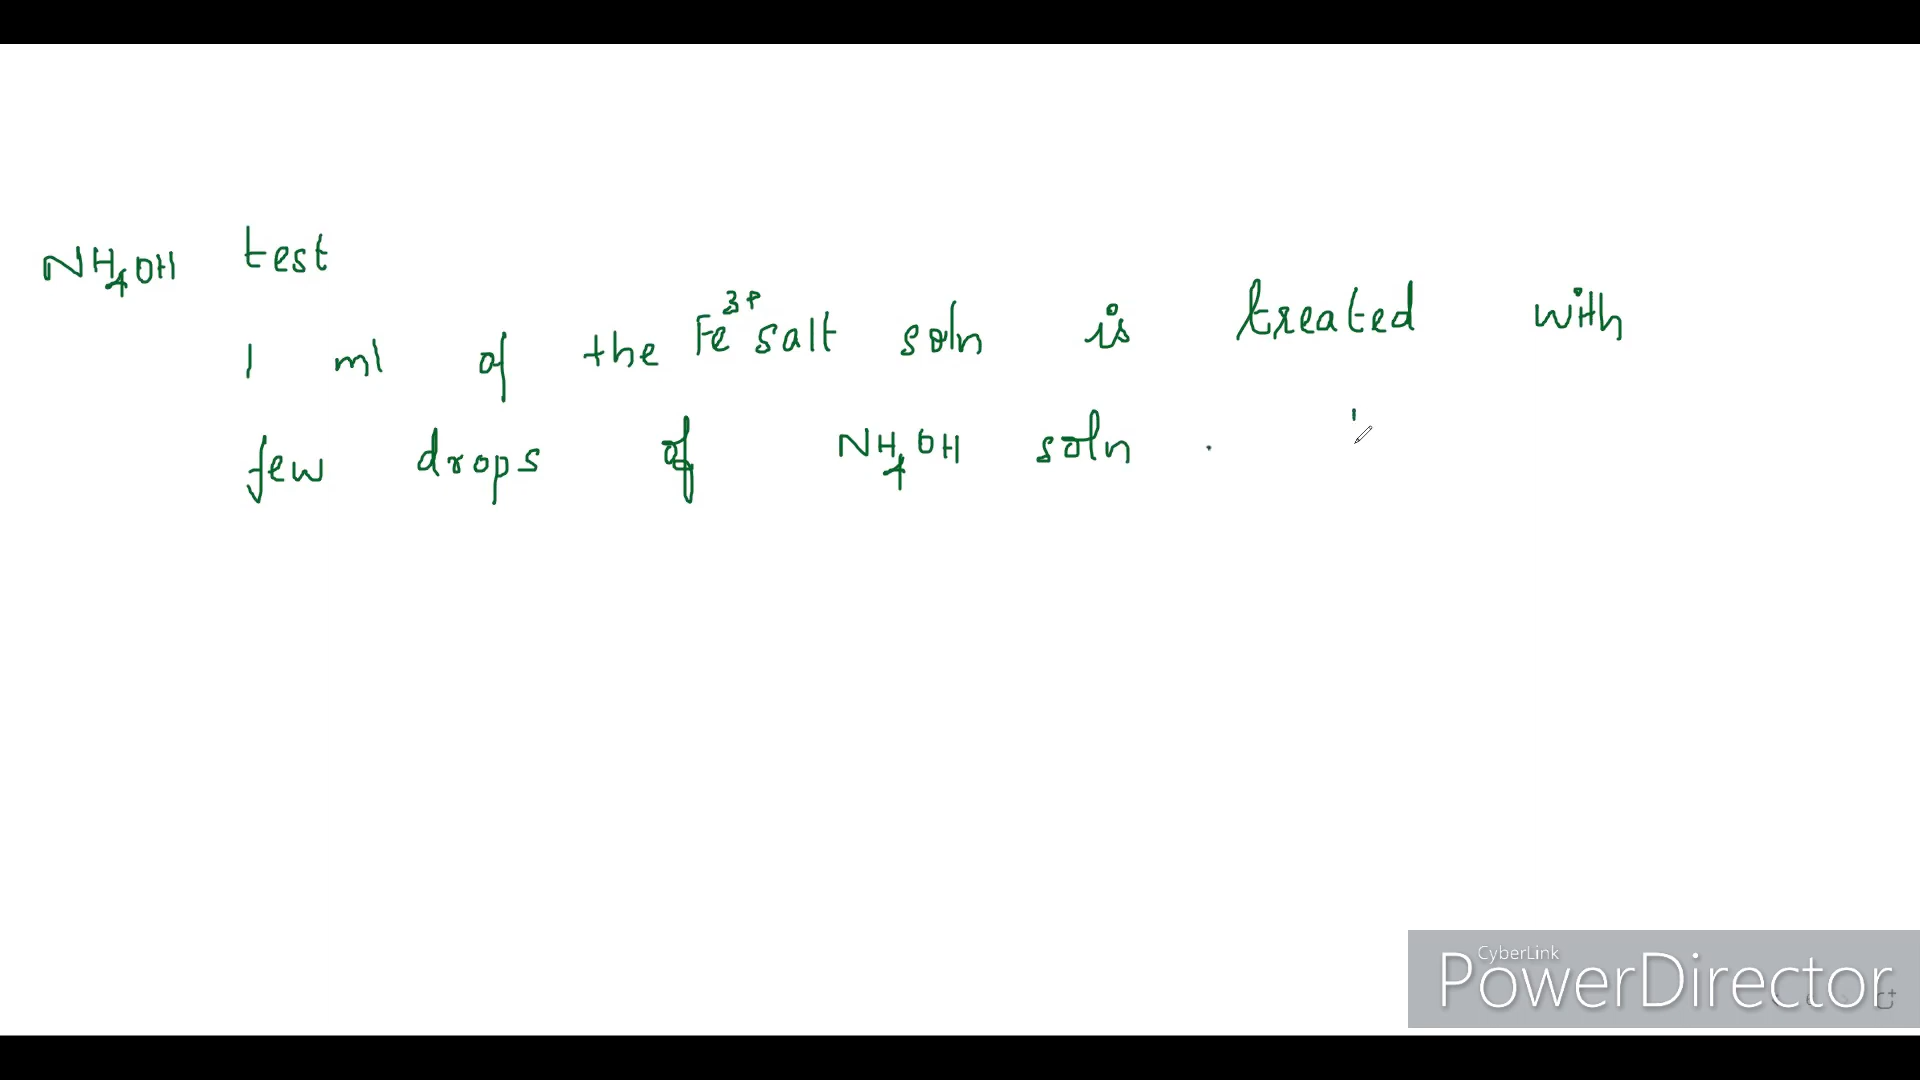 NH4OH test
1 ml of the Fe3+ salt soln is treated with
few drops of NH4OH soln .
CyberLink
PowerDirector